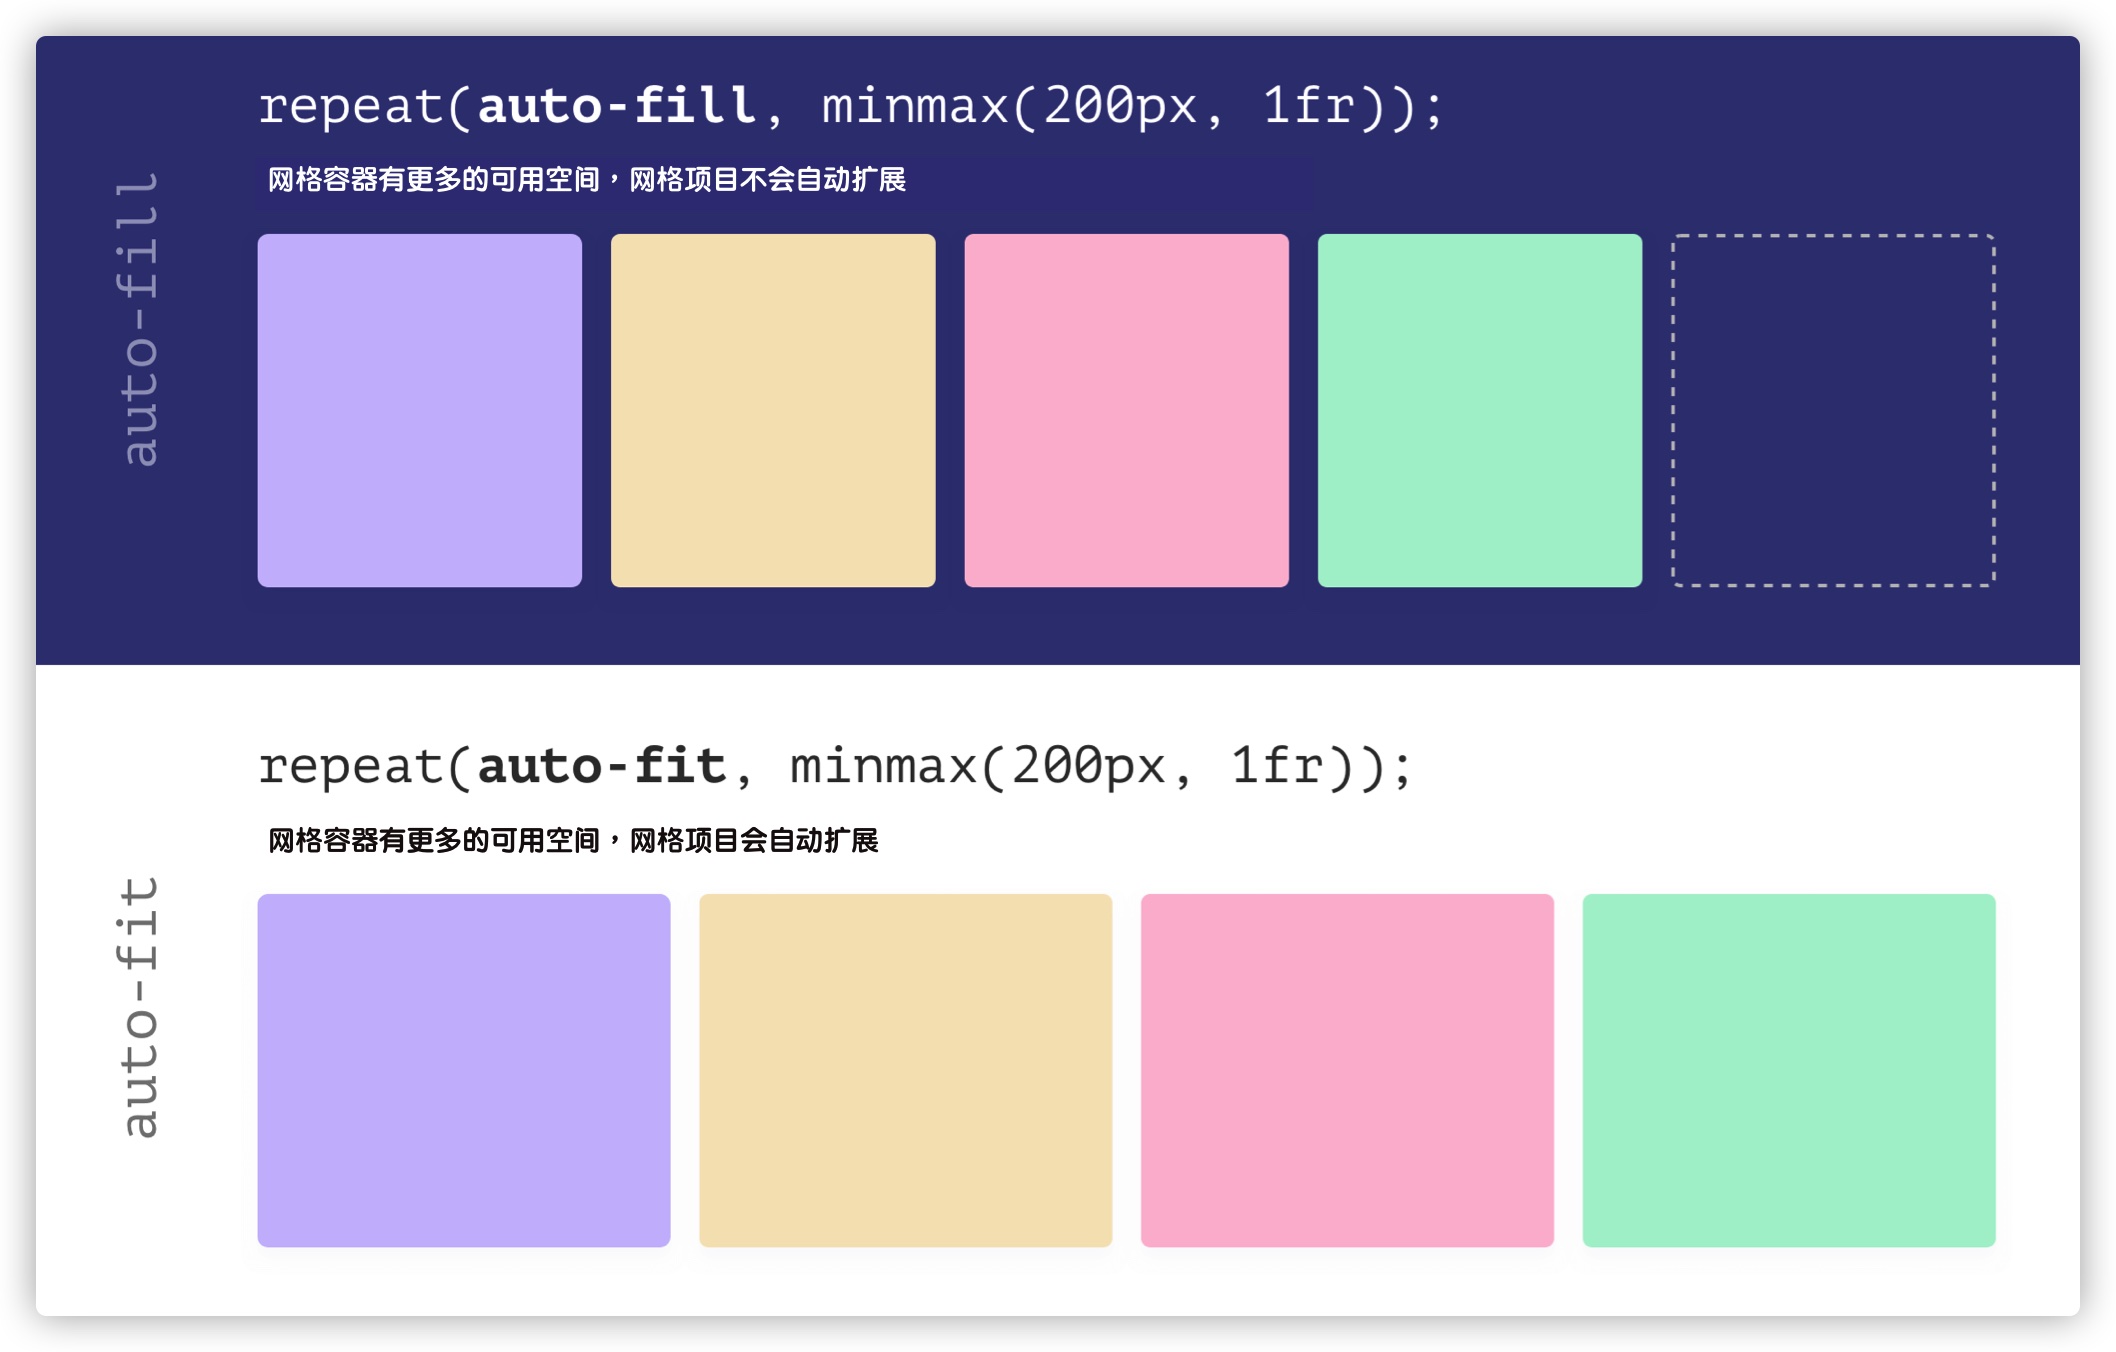 repeat(auto-fill, minmax(200px, 1fr));
网格容器有更多的可用空间，网格项目不会自动扩展
auto-fill
repeat(auto-fit, minmax(200px, 1fr));
网格容器有更多的可用空间，网格项目会自动扩展
auto-fit